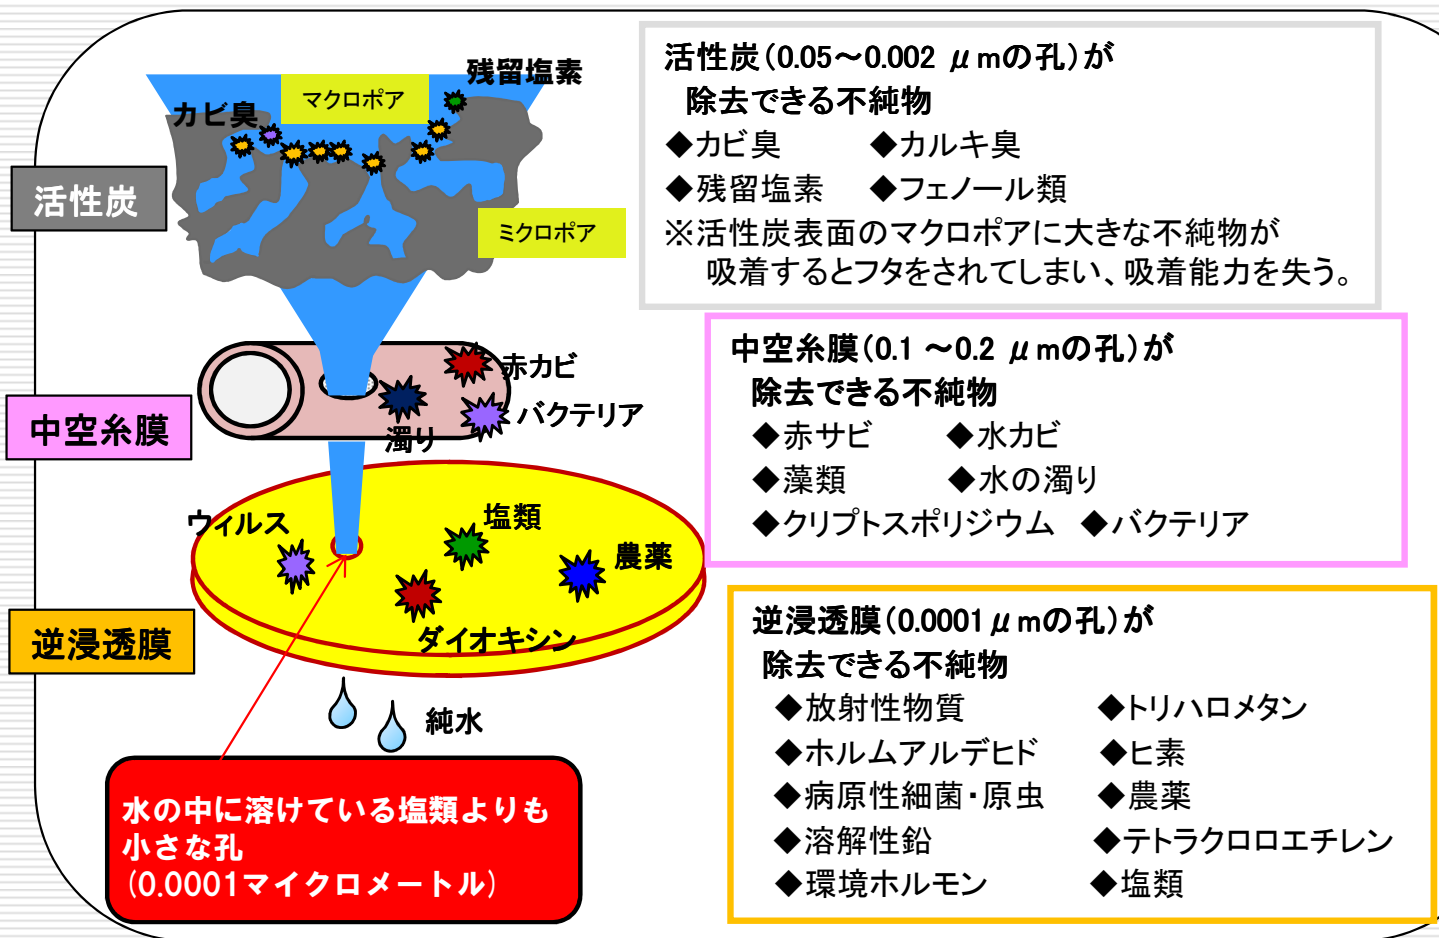 残留塩素
マクロポア
カビ臭
活性炭
ミクロポア
活性炭(0.05～0.002 μmの孔)が
除去できる不純物
◆カビ臭 ◆カルキ臭
◆残留塩素 ◆フェノール類
※活性炭表面のマクロポアに大きな不純物が
吸着するとフタをされてしまい、吸着能力を失う。
赤カビ
バクテリア
濁り
中空糸膜
中空糸膜(0.1 ～0.2 μmの孔)が
除去できる不純物
◆赤サビ ◆水カビ
◆藻類 ◆水の濁り
◆クリプトスポリジウム ◆バクテリア
ウィルス
塩類
農薬
ダイオキシン
逆浸透膜
純水
水の中に溶けている塩類よりも
小さな孔
(0.0001マイクロメートル)
逆浸透膜(0.0001μmの孔)が
除去できる不純物
◆放射性物質 ◆トリハロメタン
◆ホルムアルデヒド ◆ヒ素
◆病原性細菌・原虫 ◆農薬
◆溶解性鉛 ◆テトラクロロエチレン
◆環境ホルモン ◆塩類